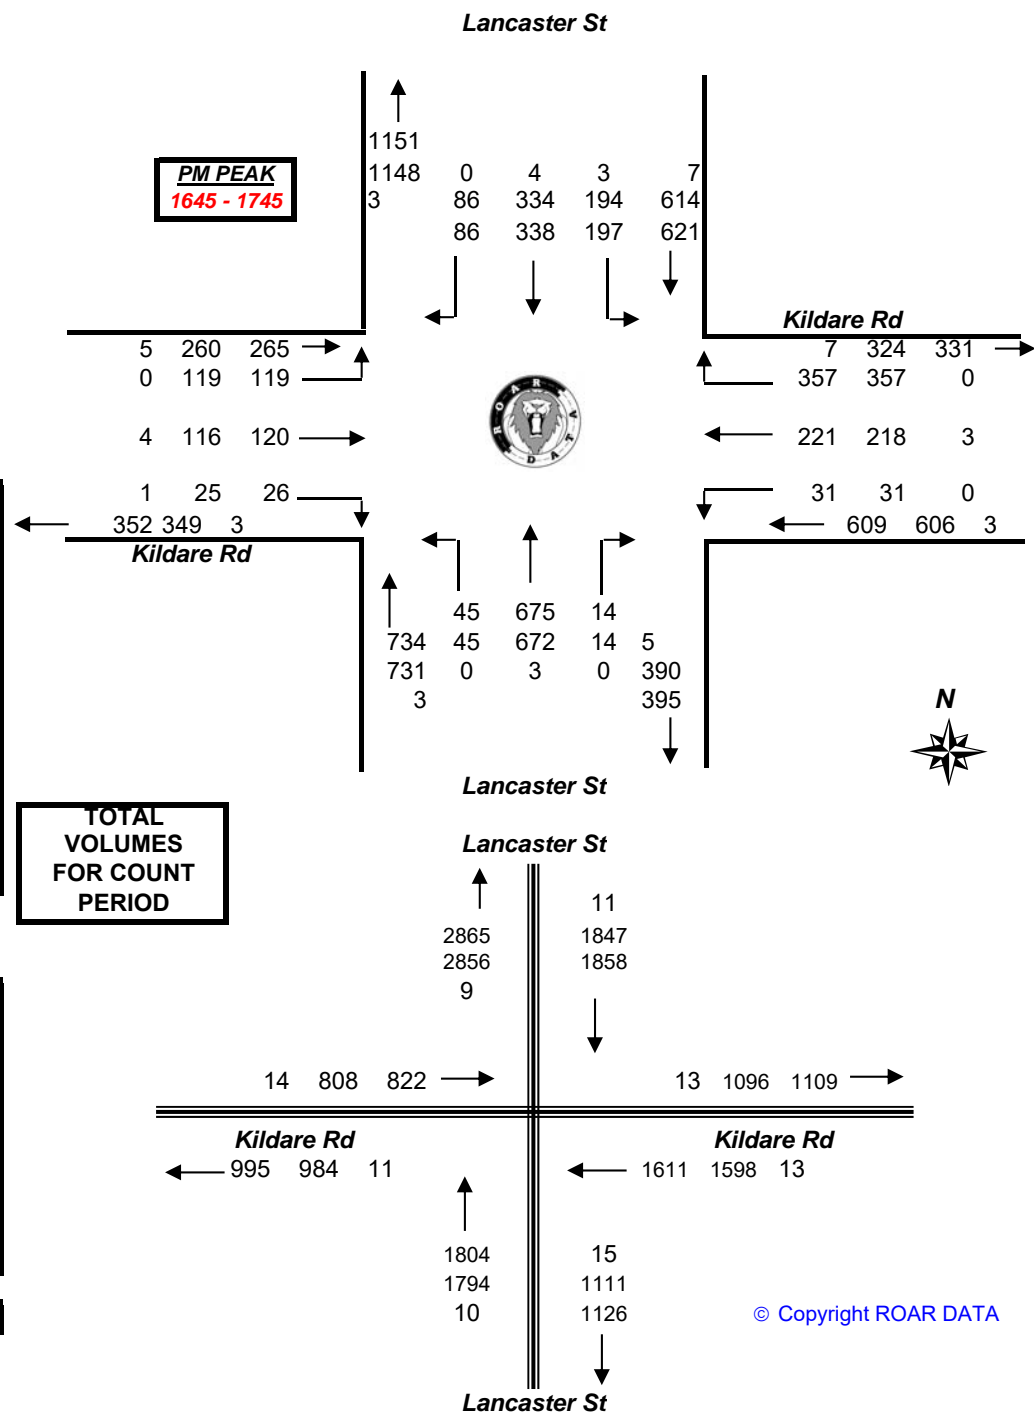 Lancaster St
1151
PM PEAK
1148 0 4 3 7
1645 - 1745
3 86 334 194 614
86 338 197 621
Kildare Rd
5 260 265
7 324 331
0 119 119
357 357 0
ROAR DATA
4 116 120
221 218 3
1 25 26
31 31 0
352 349 3
609 606 3
Kildare Rd
45 675 14
734 45 672 14 5
731 0 3 0 390
3 395
N
Lancaster St
TOTAL
VOLUMES
FOR COUNT
PERIOD
Lancaster St
11
2865 1847
2856 1858
9
14 808 822
13 1096 1109
Kildare Rd
Kildare Rd
995 984 11
1611 1598 13
1804 15
1794 1111
10 1126
© Copyright ROAR DATA
Lancaster St